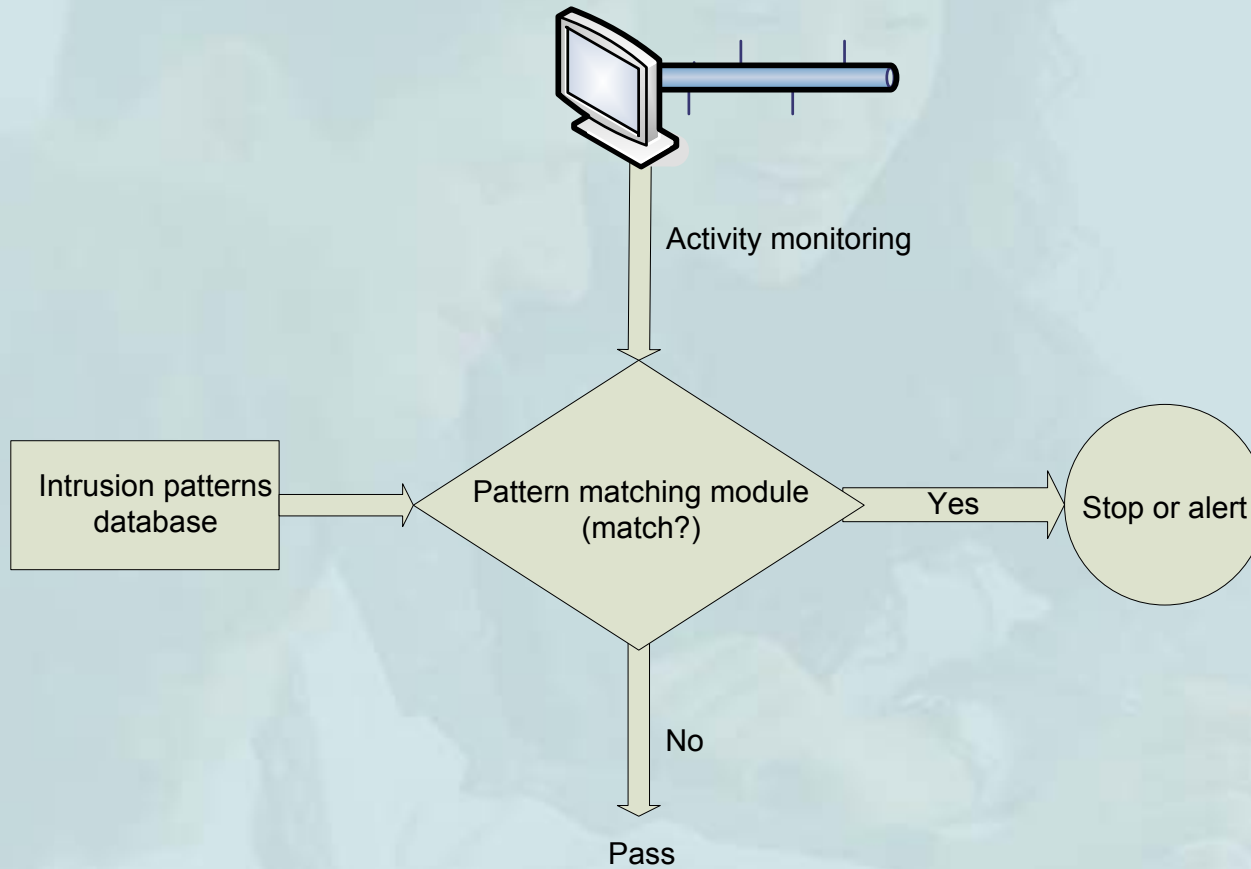 Activity monitoring
Intrusion patterns
database
Pattern matching module
(match?)
Yes
Stop or alert
No
Pass